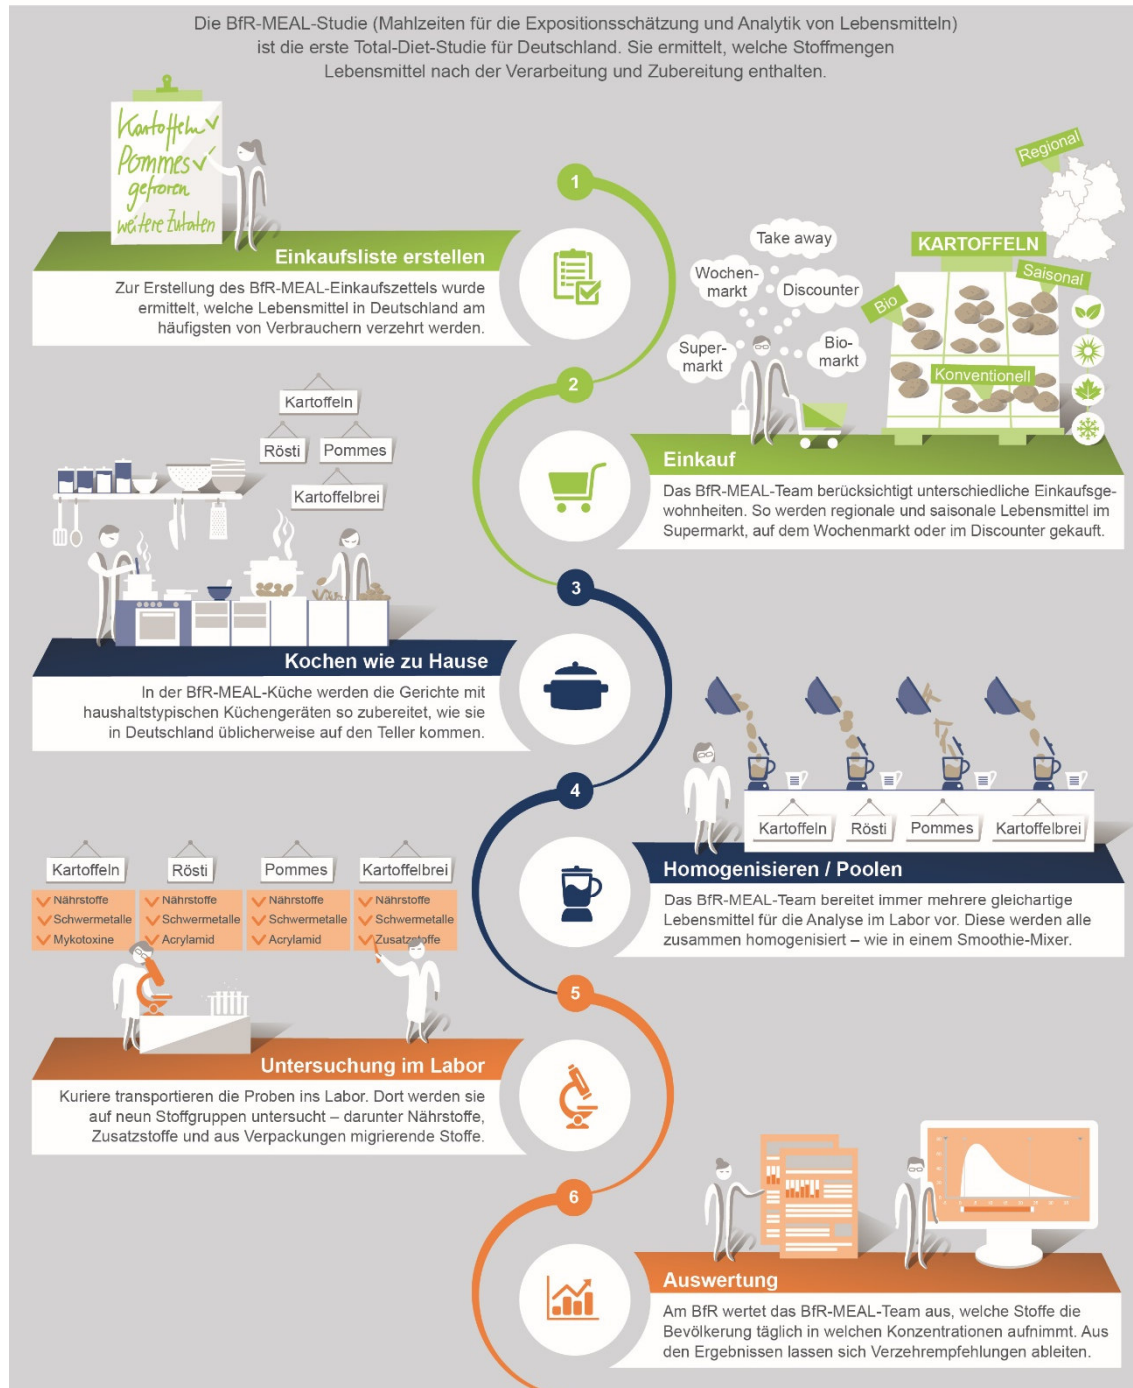 Die BfR-MEAL-Studie (Mahlzeiten für die Expositionsschätzung und Analytik von Lebensmitteln)
ist die erste Total-Diet-Studie für Deutschland. Sie ermittelt, welche Stoffmengen
Lebensmittel nach der Verarbeitung und Zubereitung enthalten.
Kartoffeln
Pommes
gefroren
weitere Zutaten
1
Einkaufsliste erstellen
Zur Erstellung des BfR-MEAL-Einkaufszettels wurde
ermittelt, welche Lebensmittel in Deutschland am
häufigsten von Verbrauchern verzehrt werden.
Regional
Take away
Wochen-
markt
Discounter
Super-
markt
Bio-
markt
KARTOFFELN
Saisonal
Bio
Konventionell
2
Einkauf
Das BfR-MEAL-Team berücksichtigt unterschiedliche Einkaufsge-
wohnheiten. So werden regionale und saisonale Lebensmittel im
Supermarkt, auf dem Wochenmarkt oder im Discounter gekauft.
Kartoffeln
Rösti
Pommes
Kartoffelbrei
3
Kochen wie zu Hause
In der BfR-MEAL-Küche werden die Gerichte mit
haushaltstypischen Küchengeräten so zubereitet, wie sie
in Deutschland üblicherweise auf den Teller kommen.
4
Kartoffeln
Rösti
Pommes
Kartoffelbrei
Homogenisieren / Poolen
Das BfR-MEAL-Team bereitet immer mehrere gleichartige
Lebensmittel für die Analyse im Labor vor. Diese werden alle
zusammen homogenisiert – wie in einem Smoothie-Mixer.
Kartoffeln
Nährstoffe
Schwermetalle
Mykotoxine
Rösti
Nährstoffe
Schwermetalle
Acrylamid
Pommes
Nährstoffe
Schwermetalle
Acrylamid
Kartoffelbrei
Nährstoffe
Schwermetalle
Zusatzstoffe
5
Untersuchung im Labor
Kuriere transportieren die Proben ins Labor. Dort werden sie
auf neun Stoffgruppen untersucht – darunter Nährstoffe,
Zusatzstoffe und aus Verpackungen migrierende Stoffe.
6
Auswertung
Am BfR wertet das BfR-MEAL-Team aus, welche Stoffe die
Bevölkerung täglich in welchen Konzentrationen aufnimmt. Aus
den Ergebnissen lassen sich Verzehrempfehlungen ableiten.